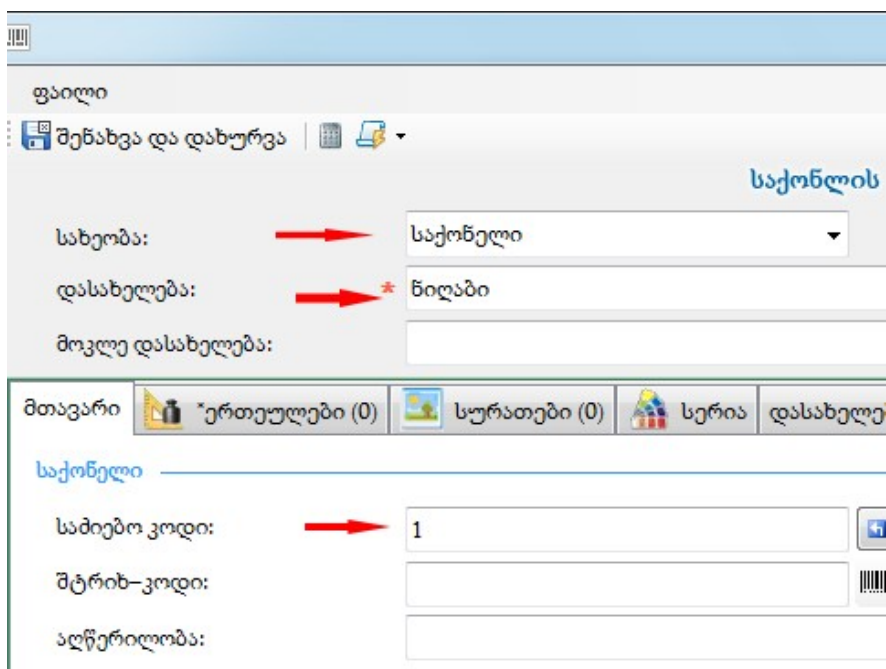 ფაილი
შენახვა და დახურვა
საქონლის
სახეობა: საქონელი
დასახელება: * ნიღაბი
მოკლე დასახელება:
მთავარი *ერთეულები (0) სურათები (0) სერია დასახელე
საქონელი
საძიებო კოდი: 1
შტრიხ-კოდი:
აღწერილობა: